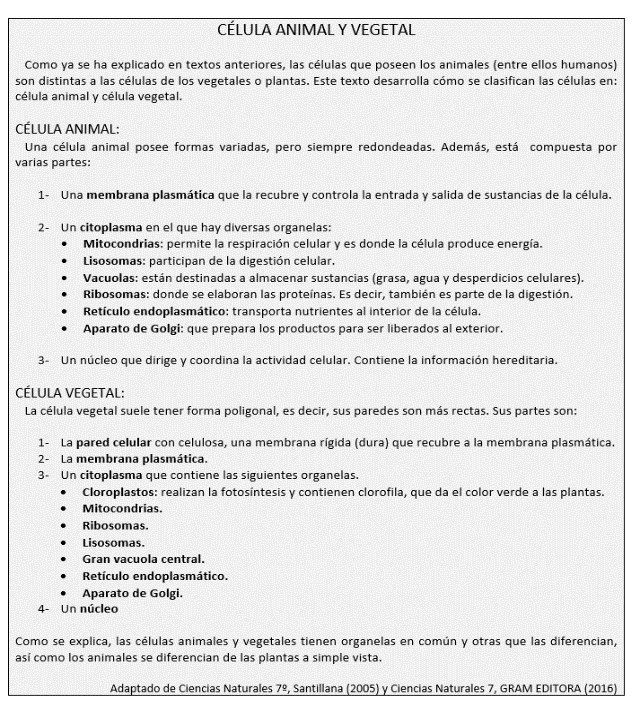 CÉLULA ANIMAL Y VEGETAL
Como ya se ha explicado en textos anteriores, las células que poseen los animales (entre ellos humanos)
son distintas a las células de los vegetales o plantas. Este texto desarrolla cómo se clasifican las células en:
célula animal y célula vegetal.
CÉLULA ANIMAL:
Una célula animal posee formas variadas, pero siempre redondeadas. Además, está compuesta por
varias partes:
1- Una membrana plasmática que la recubre y controla la entrada y salida de sustancias de la célula.
2- Un citoplasma en el que hay diversas organelas:
• Mitocondrias: permite la respiración celular y es donde la célula produce energía.
• Lisosomas: participan de la digestión celular.
• Vacuolas: están destinadas a almacenar sustancias (grasa, agua y desperdicios celulares).
• Ribosomas: donde se elaboran las proteínas. Es decir, también es parte de la digestión.
• Retículo endoplasmático: transporta nutrientes al interior de la célula.
• Aparato de Golgi: que prepara los productos para ser liberados al exterior.
3- Un núcleo que dirige y coordina la actividad celular. Contiene la información hereditaria.
CÉLULA VEGETAL:
La célula vegetal suele tener forma poligonal, es decir, sus paredes son más rectas. Sus partes son:
1- La pared celular con celulosa, una membrana rígida (dura) que recubre a la membrana plasmática.
2- La membrana plasmática.
3- Un citoplasma que contiene las siguientes organelas.
• Cloroplastos: realizan la fotosíntesis y contienen clorofila, que da el color verde a las plantas.
• Mitocondrias.
• Ribosomas.
• Lisosomas.
• Gran vacuola central.
• Retículo endoplasmático.
• Aparato de Golgi.
4- Un núcleo
Como se explica, las células animales y vegetales tienen organelas en común y otras que las diferencian,
así como los animales se diferencian de las plantas a simple vista.
Adaptado de Ciencias Naturales 7º, Santillana (2005) y Ciencias Naturales 7, GRAM EDITORA (2016)